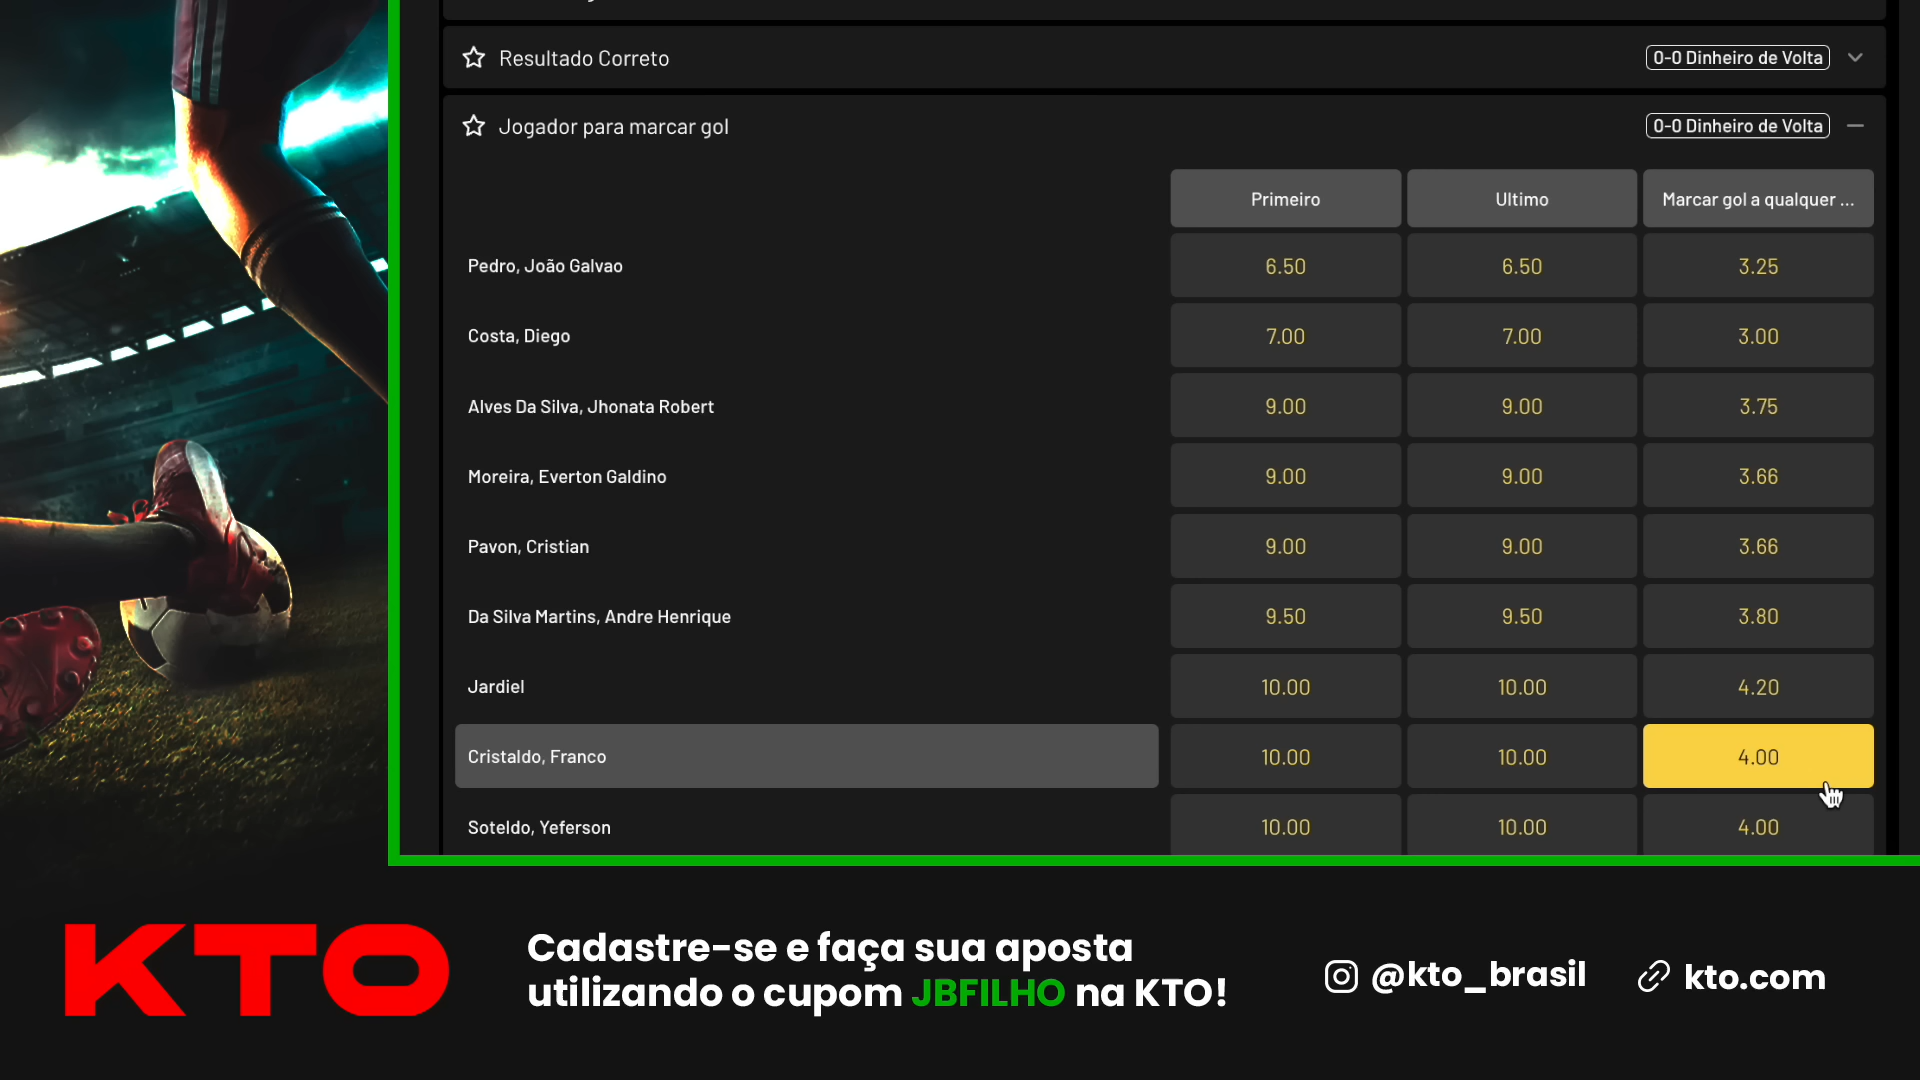 Resultado Correto 0-0 Dinheiro de Volta
Jogador para marcar gol 0-0 Dinheiro de Volta
Primeiro Ultimo Marcar gol a qualquer ...
Pedro, João Galvao 6.50 6.50 3.25
Costa, Diego 7.00 7.00 3.00
Alves Da Silva, Jhonata Robert 9.00 9.00 3.75
Moreira, Everton Galdino 9.00 9.00 3.66
Pavon, Cristian 9.00 9.00 3.66
Da Silva Martins, Andre Henrique 9.50 9.50 3.80
Jardiel 10.00 10.00 4.20
Cristaldo, Franco 10.00 10.00 4.00
Soteldo, Yeferson 10.00 10.00 4.00
KTO
Cadastre-se e faça sua aposta
utilizando o cupom JBFILHO na KTO!
@kto_brasil
kto.com